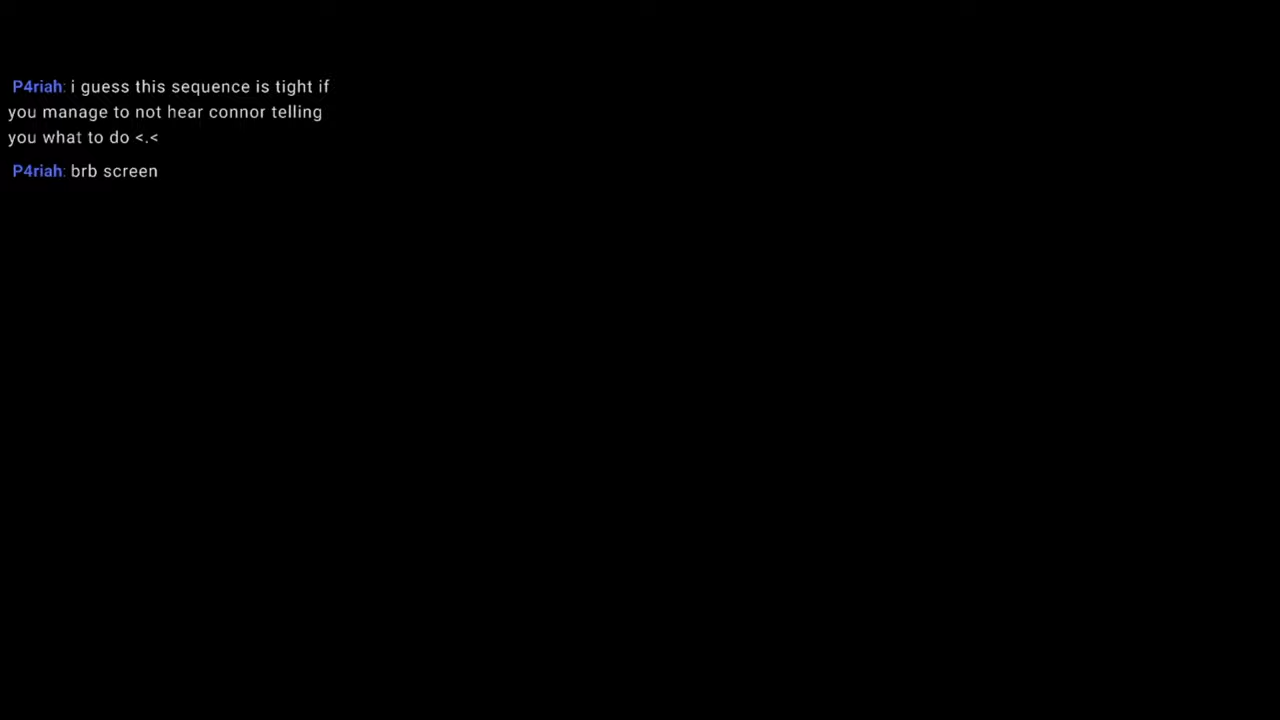 P4riah: i guess this sequence is tight if
you manage to not hear connor telling
you what to do <.<
P4riah: brb screen